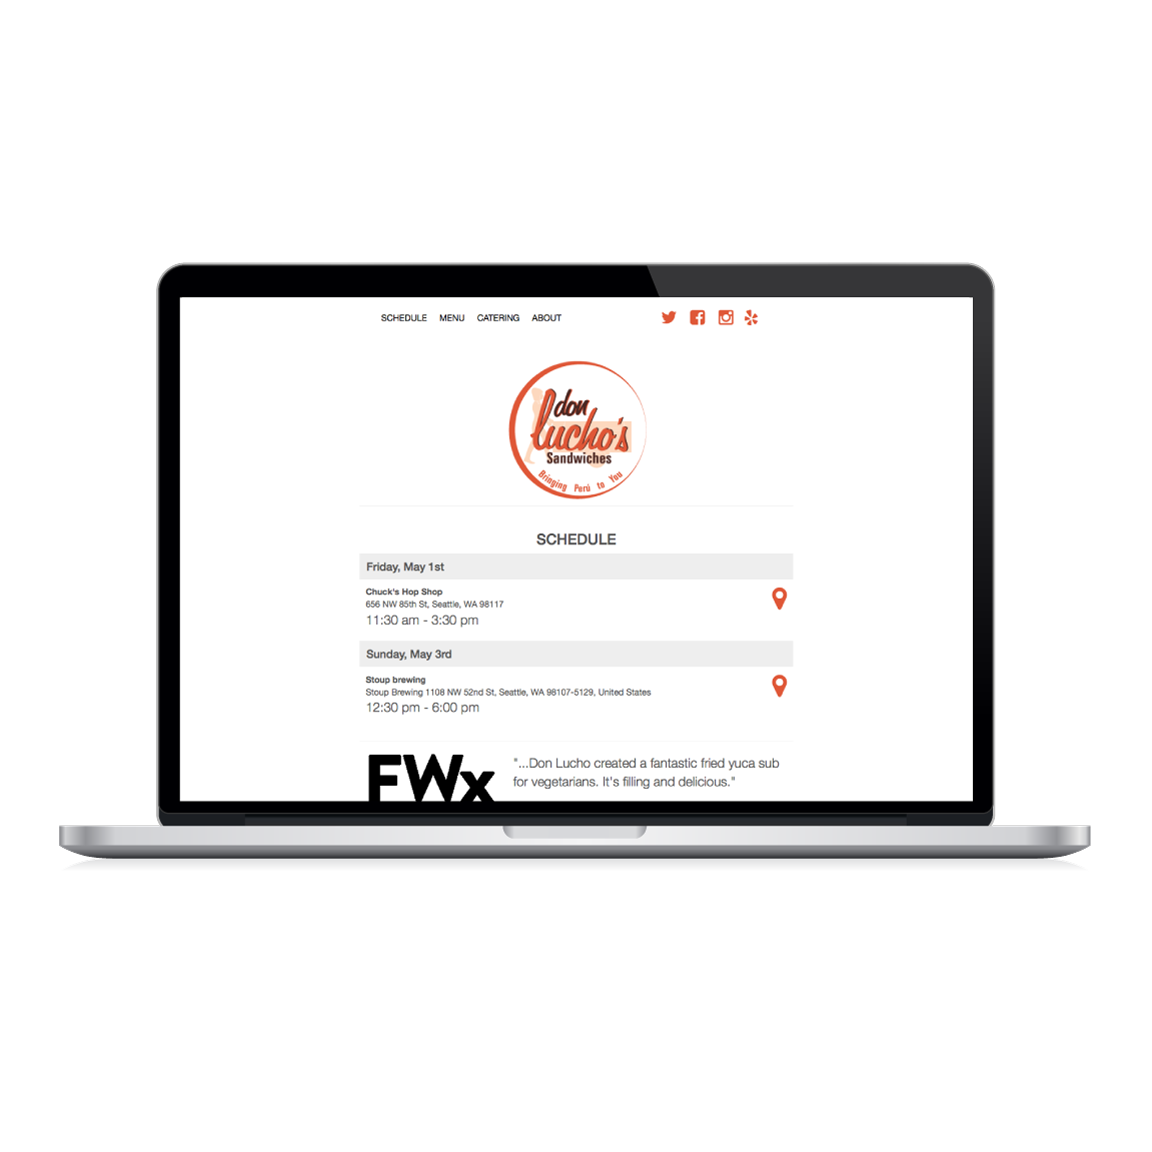 SCHEDULE MENU CATERING ABOUT
don
lucho's
Sandwiches
Bringing Perú to You
SCHEDULE
Friday, May 1st
Chuck's Hop Shop
656 NW 85th St, Seattle, WA 98117
11:30 am - 3:30 pm
Sunday, May 3rd
Stoup brewing
Stoup Brewing 1108 NW 52nd St, Seattle, WA 98107-5129, United States
12:30 pm - 6:00 pm
FWx
"...Don Lucho created a fantastic fried yuca sub
for vegetarians. It's filling and delicious."